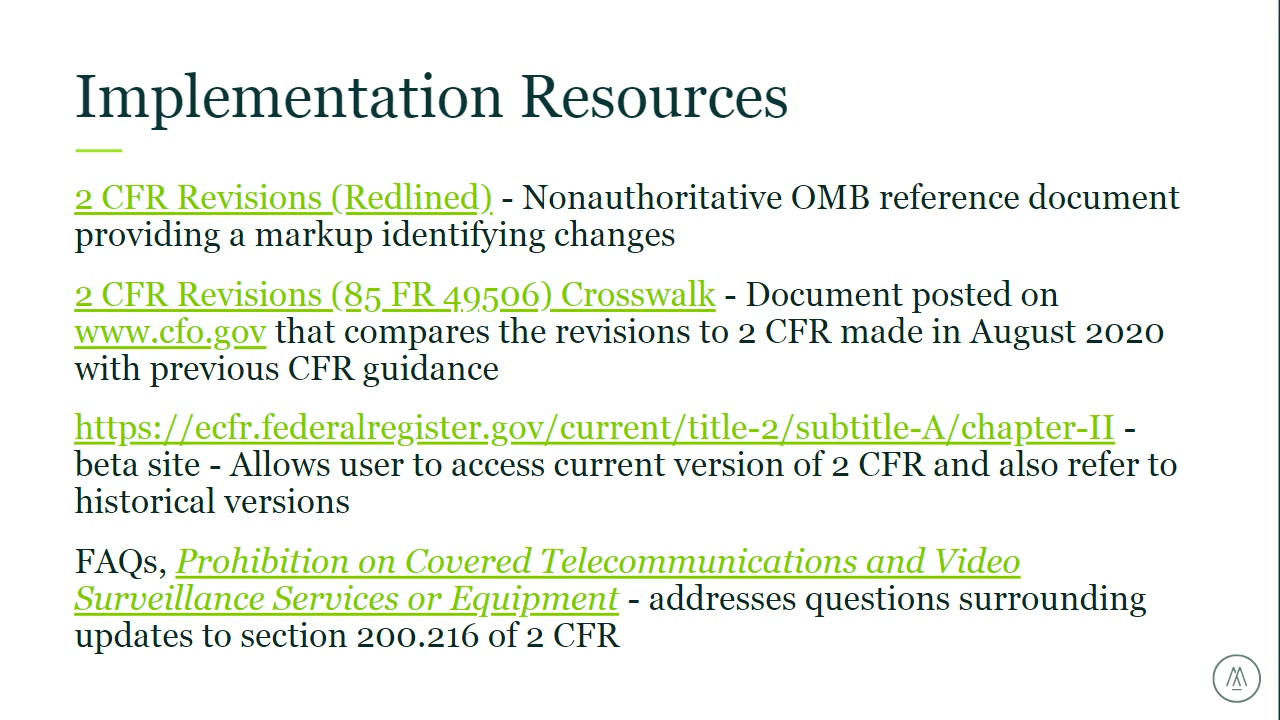 Implementation Resources
2 CFR Revisions (Redlined) - Nonauthoritative OMB reference document
providing a markup identifying changes
2 CFR Revisions (85 FR 49506) Crosswalk - Document posted on
www.cfo.gov that compares the revisions to 2 CFR made in August 2020
with previous CFR guidance
https://ecfr.federalregister.gov/current/title-2/subtitle-A/chapter-II -
beta site - Allows user to access current version of 2 CFR and also refer to
historical versions
FAQs, Prohibition on Covered Telecommunications and Video
Surveillance Services or Equipment - addresses questions surrounding
updates to section 200.216 of 2 CFR